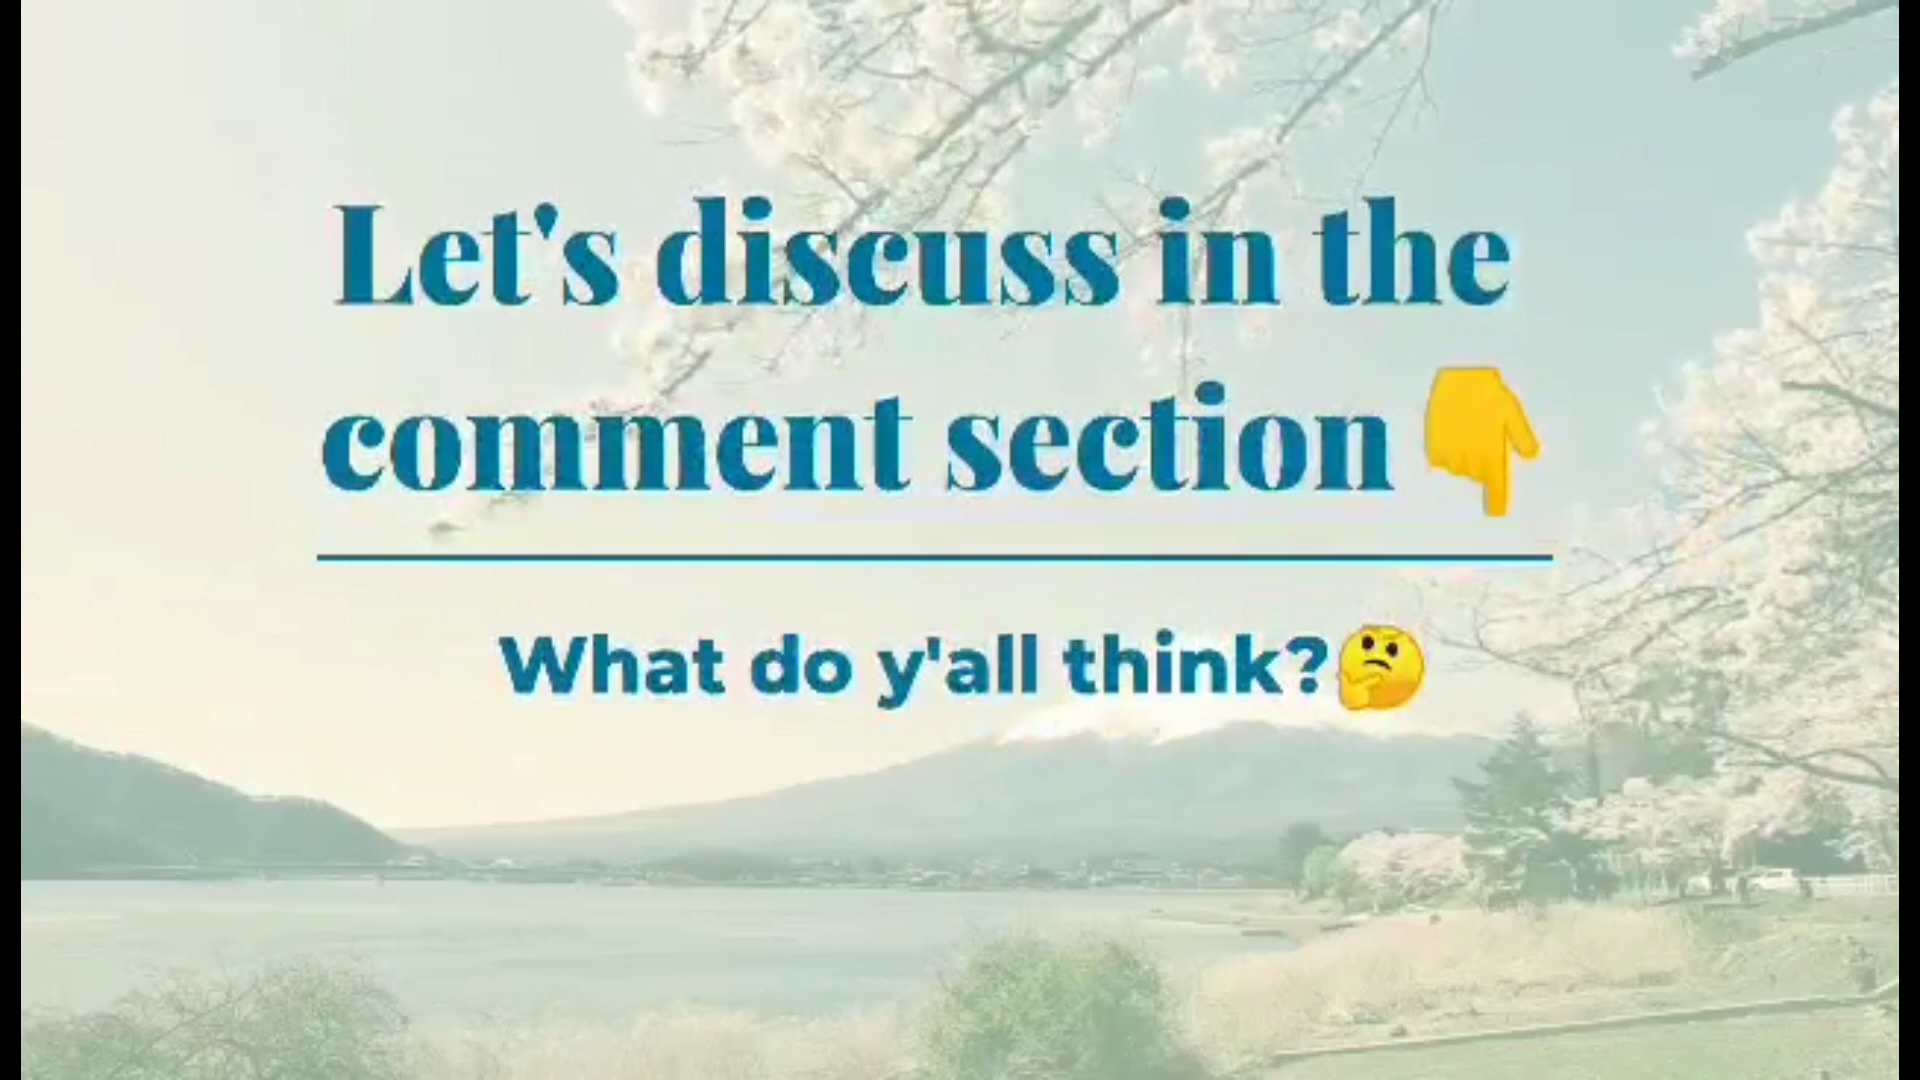 Let's discuss in the
comment section👇
What do y'all think?🤔